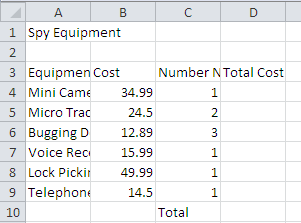 A B C D
1 Spy Equipment
2
3 Equipmen Cost Number N Total Cost
4 Mini Came 34.99 1
5 Micro Trac 24.5 2
6 Bugging D 12.89 3
7 Voice Rec 15.99 1
8 Lock Pickin 49.99 1
9 Telephone 14.5 1
10 Total